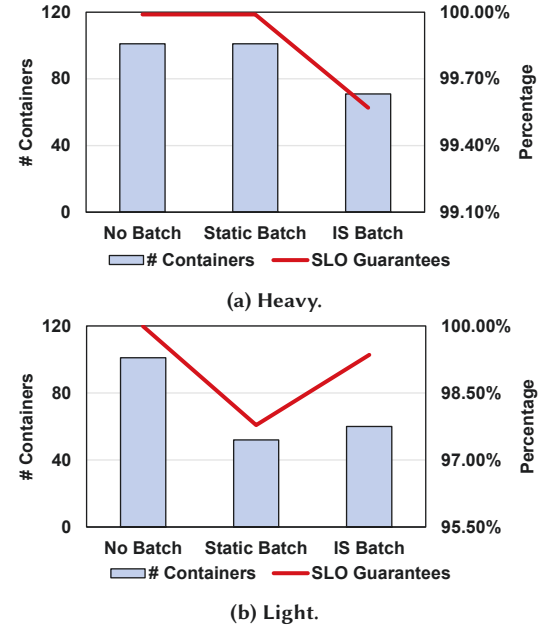 120
80
40
0
# Containers
100.00%
99.70%
99.40%
99.10%
Percentage
No Batch Static Batch IS Batch
# Containers SLO Guarantees
(a) Heavy.
120
80
40
0
# Containers
100.00%
98.50%
97.00%
95.50%
Percentage
No Batch Static Batch IS Batch
# Containers SLO Guarantees
(b) Light.